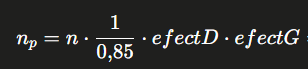 n_p = n · 1/0,85 · efectD · efectG =